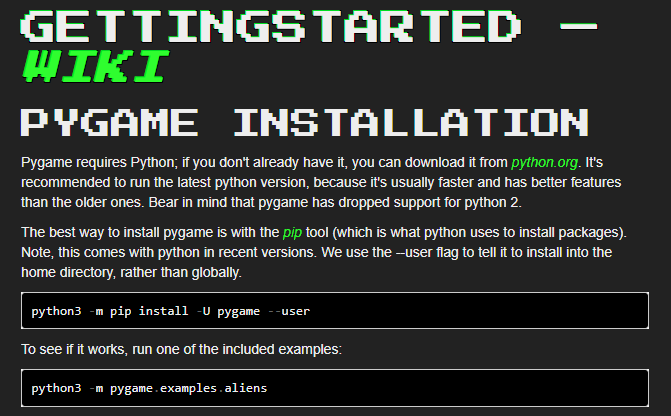 GETTINGSTARTED —
WIKI
PYGAME INSTALLATION
Pygame requires Python; if you don't already have it, you can download it from python.org. It's
recommended to run the latest python version, because it's usually faster and has better features
than the older ones. Bear in mind that pygame has dropped support for python 2.
The best way to install pygame is with the pip tool (which is what python uses to install packages).
Note, this comes with python in recent versions. We use the --user flag to tell it to install into the
home directory, rather than globally.
python3 -m pip install -U pygame --user
To see if it works, run one of the included examples:
python3 -m pygame.examples.aliens